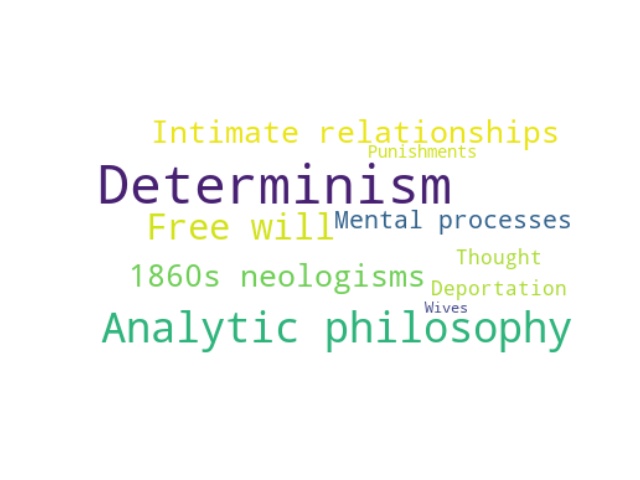 Intimate relationships
Punishments
Determinism
Free will
Mental processes
Thought
1860s neologisms
Deportation
Wives
Analytic philosophy